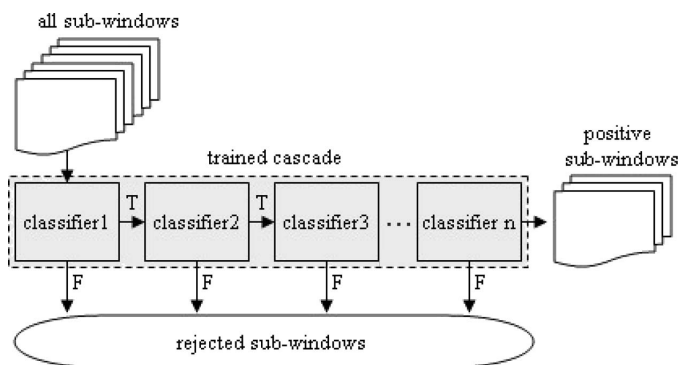 all sub-windows
positive
sub-windows
trained cascade
T
T
classifier1
classifier2
classifier3
...
classifier n
F
F
F
F
rejected sub-windows